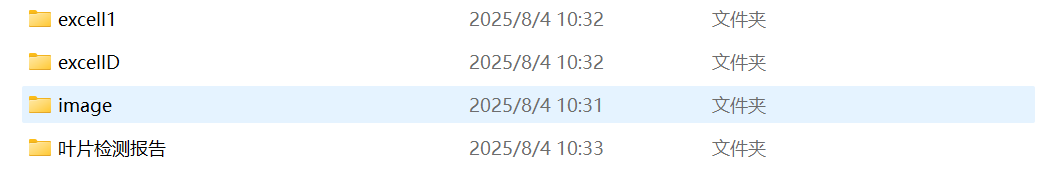 excell1 2025/8/4 10:32 文件夹
excellD 2025/8/4 10:32 文件夹
image 2025/8/4 10:31 文件夹
叶片检测报告 2025/8/4 10:33 文件夹